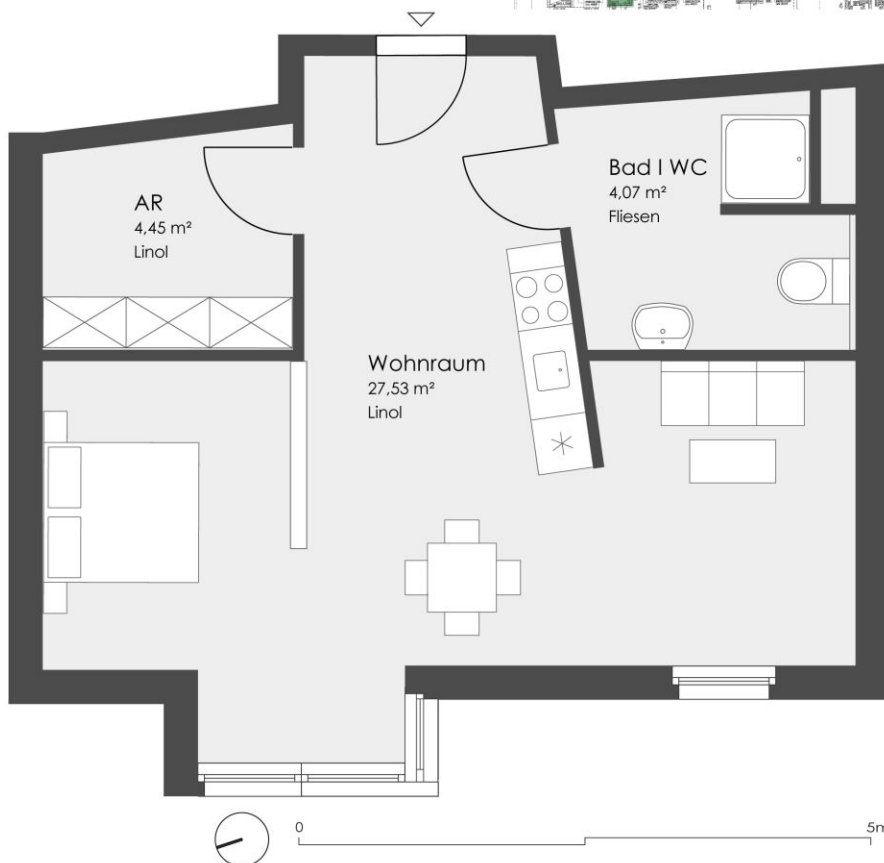 AR
4,45 m²
Linol
Bad I WC
4,07 m²
Fliesen
Wohnraum
27,53 m²
Linol
0
5m